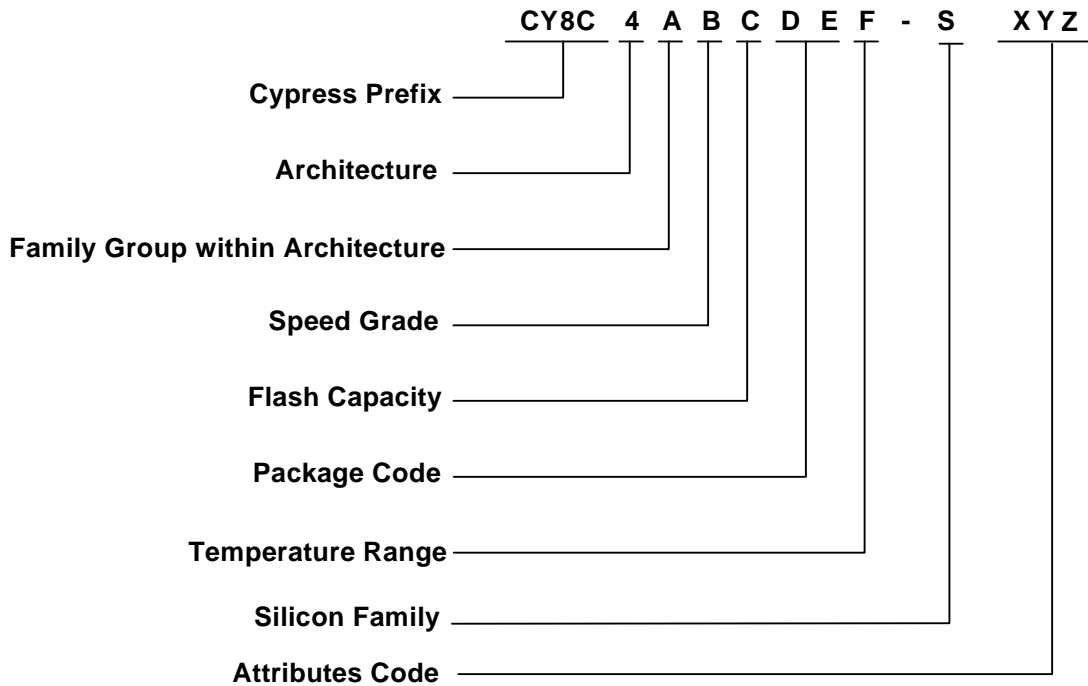 CY8C 4 A B C D E F - S X Y Z
Cypress Prefix
Architecture
Family Group within Architecture
Speed Grade
Flash Capacity
Package Code
Temperature Range
Silicon Family
Attributes Code